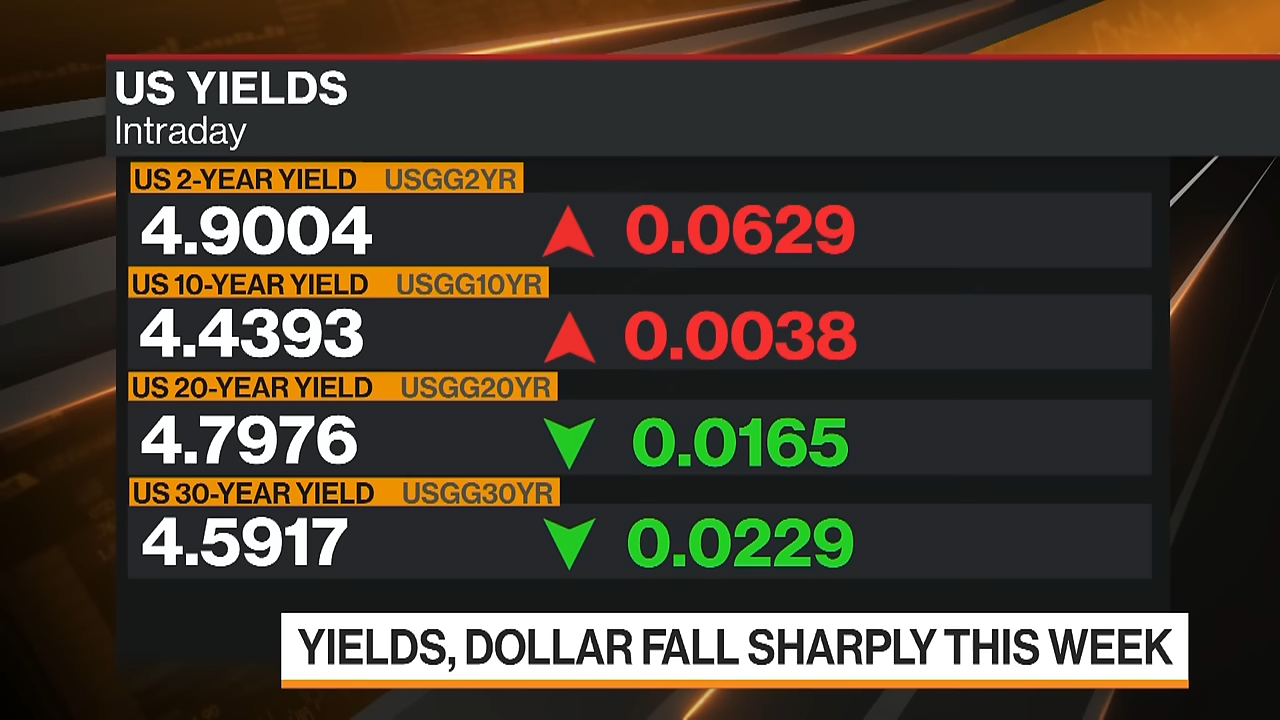 US YIELDS
Intraday
US 2-YEAR YIELD USGG2YR
4.9004 0.0629
US 10-YEAR YIELD USGG10YR
4.4393 0.0038
US 20-YEAR YIELD USGG20YR
4.7976 0.0165
US 30-YEAR YIELD USGG30YR
4.5917 0.0229
YIELDS, DOLLAR FALL SHARPLY THIS WEEK